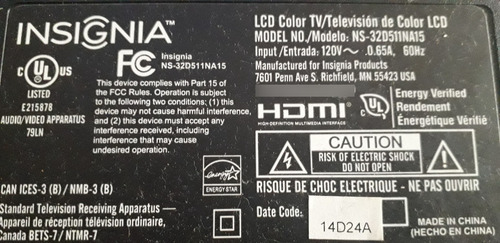 INSIGNIA™
LCD Color TV/Televisión de Color LCD
MODEL NO./Modelo: NS-32D511NA15
Input/Entrada: 120V~ 0.65A, 60Hz
Manufactured for Insignia Products
7601 Penn Ave S. Richfield, MN 55423 USA
FC Insignia
NS-32D511NA15
C UL US
LISTED
E215878
AUDIO/VIDEO APPARATUS
79LN
This device complies with Part 15 of
the FCC Rules. Operation is subject
to the following two conditions; (1) this
device may not cause harmful interference,
and (2) this device must accept any
interference received, including
interference that may cause
undesired operation.
HDMI
HIGH-DEFINITION MULTIMEDIA INTERFACE
UL
Energy Verified
Rendement
Énergétique Vérifié
energy
ENERGY STAR
CAUTION
RISK OF ELECTRIC SHOCK
DO NOT OPEN
RISQUE DE CHOC ELECTRIQUE - NE PAS OUVRIR
CAN ICES-3 (B) / NMB-3 (B)
Standard Television Receiving Apparatus —
Appareil de réception télévision ordinaire,
Canada BETS-7 / NTMR-7
Date Code:
14D24A
MADE IN CHINA
(HECHO EN CHINA)